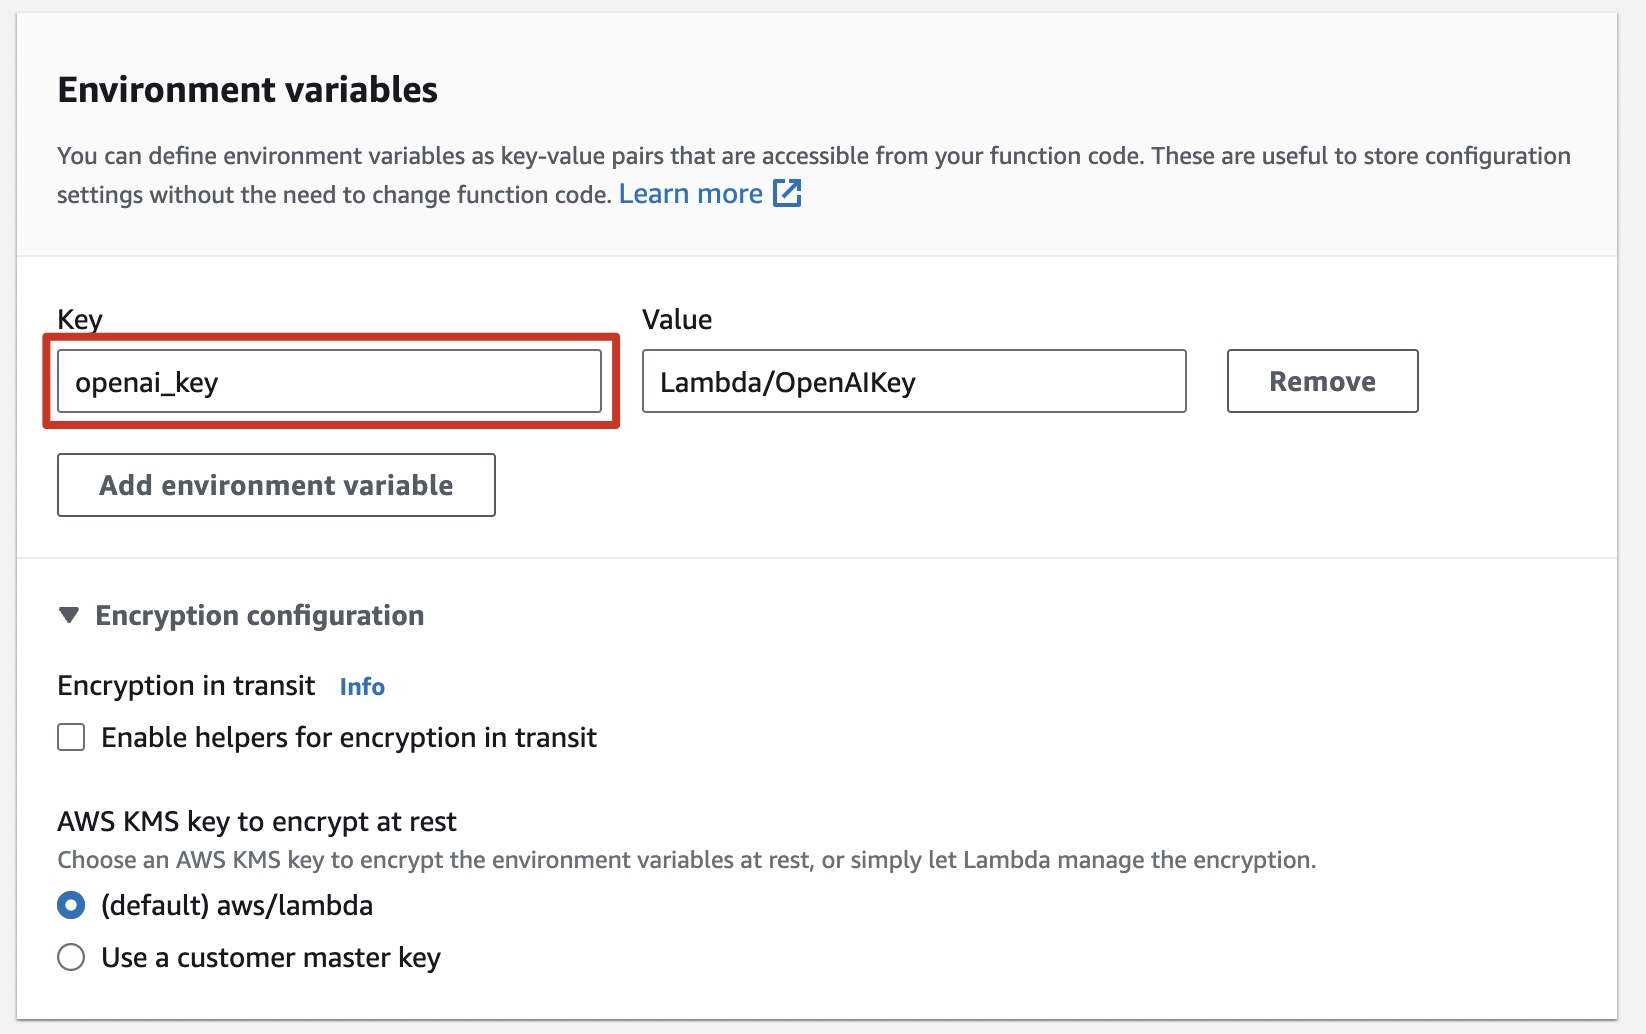 Environment variables
You can define environment variables as key-value pairs that are accessible from your function code. These are useful to store configuration
settings without the need to change function code. Learn more
Key
Value
openai_key
Lambda/OpenAIKey
Remove
Add environment variable
Encryption configuration
Encryption in transit Info
Enable helpers for encryption in transit
AWS KMS key to encrypt at rest
Choose an AWS KMS key to encrypt the environment variables at rest, or simply let Lambda manage the encryption.
(default) aws/lambda
Use a customer master key